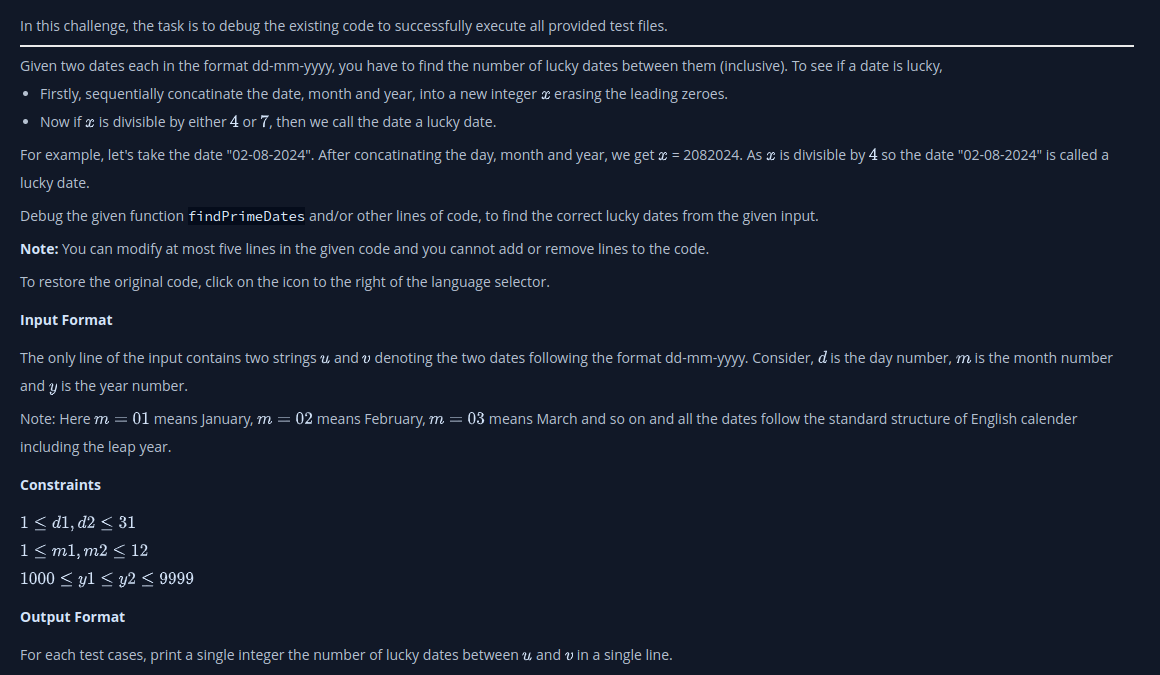 In this challenge, the task is to debug the existing code to successfully execute all provided test files.
Given two dates each in the format dd-mm-yyyy, you have to find the number of lucky dates between them (inclusive). To see if a date is lucky,
• Firstly, sequentially concatinate the date, month and year, into a new integer x erasing the leading zeroes.
• Now if x is divisible by either 4 or 7, then we call the date a lucky date.
For example, let's take the date "02-08-2024". After concatinating the day, month and year, we get x = 2082024. As x is divisible by 4 so the date "02-08-2024" is called a
lucky date.
Debug the given function findPrimeDates and/or other lines of code, to find the correct lucky dates from the given input.
Note: You can modify at most five lines in the given code and you cannot add or remove lines to the code.
To restore the original code, click on the icon to the right of the language selector.
Input Format
The only line of the input contains two strings u and v denoting the two dates following the format dd-mm-yyyy. Consider, d is the day number, m is the month number
and y is the year number.
Note: Here m = 01 means January, m = 02 means February, m = 03 means March and so on and all the dates follow the standard structure of English calender
including the leap year.
Constraints
1 ≤ d1, d2 ≤ 31
1 ≤ m1, m2 ≤ 12
1000 ≤ y1 ≤ y2 ≤ 9999
Output Format
For each test cases, print a single integer the number of lucky dates between u and v in a single line.